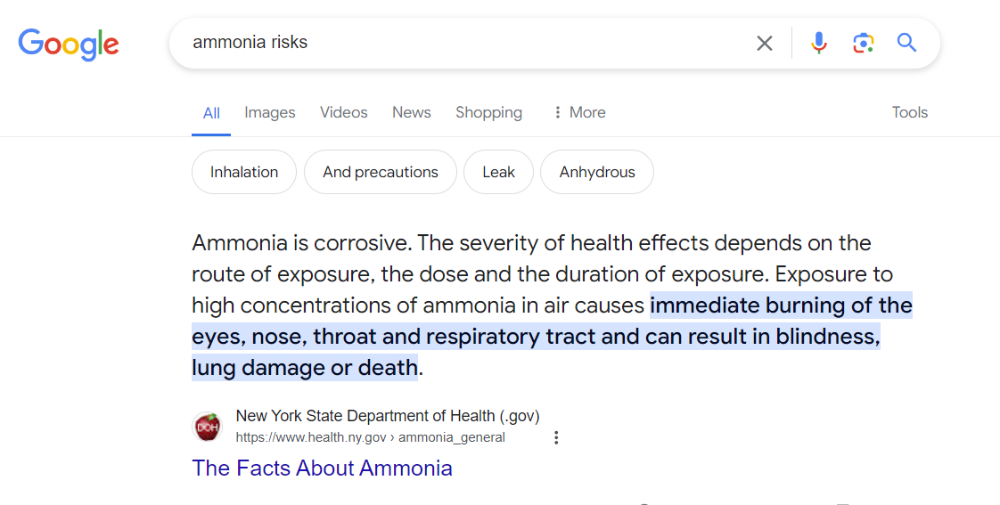 Google
ammonia risks
All Images Videos News Shopping More Tools
Inhalation And precautions Leak Anhydrous
Ammonia is corrosive. The severity of health effects depends on the
route of exposure, the dose and the duration of exposure. Exposure to
high concentrations of ammonia in air causes immediate burning of the
eyes, nose, throat and respiratory tract and can result in blindness,
lung damage or death.
DOH
New York State Department of Health (.gov)
https://www.health.ny.gov › ammonia_general
The Facts About Ammonia